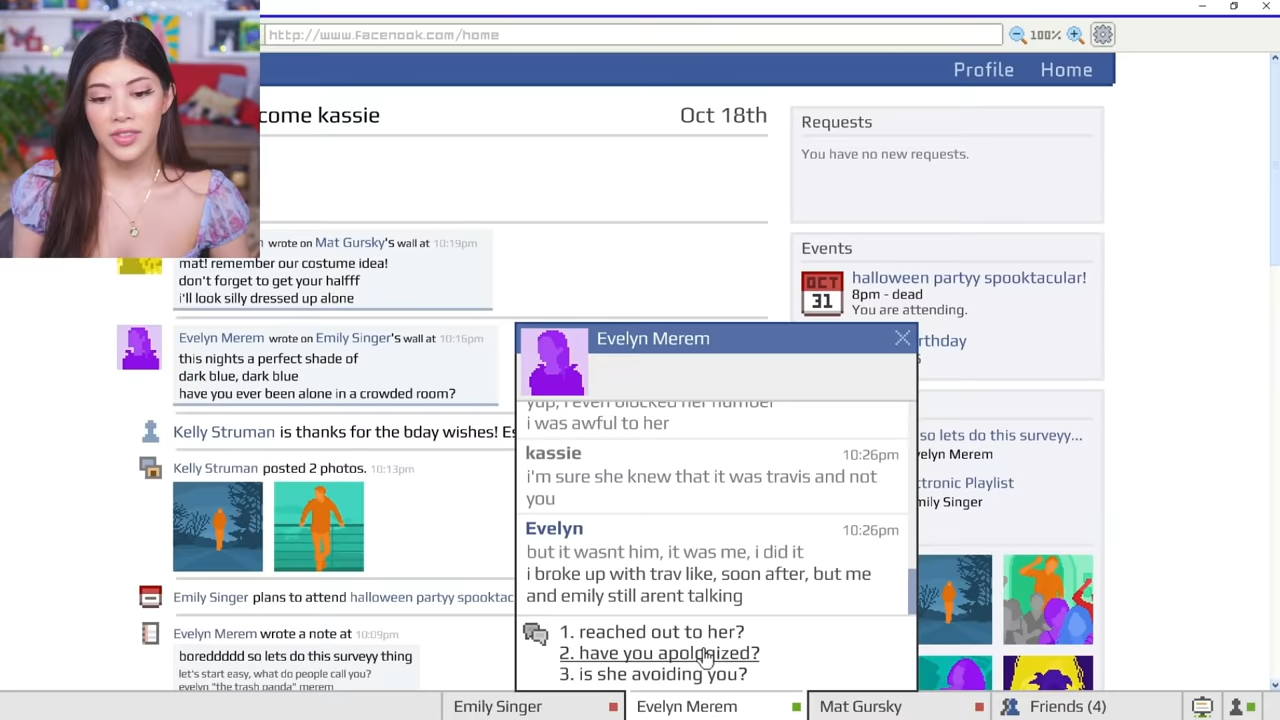 http://www.facenook.com/home
100%
Profile
Home
come kassie
Oct 18th
wrote on Mat Gursky's wall at 10:19pm
mat! remember our costume idea!
don't forget to get your halfff
i'll look silly dressed up alone
Evelyn Merem wrote on Emily Singer's wall at 10:16pm
this nights a perfect shade of
dark blue, dark blue
have you ever been alone in a crowded room?
Kelly Struman is thanks for the bday wishes! Es
Kelly Struman posted 2 photos. 10:13pm
Emily Singer plans to attend halloween partyy spooktac
Evelyn Merem wrote a note at 10:09pm
boreddddd so lets do this surveyy thing
let's start easy, what do people call you?
evelyn "the trash panda" merem
Requests
You have no new requests.
Events
OCT
31
halloween partyy spooktacular!
8pm - dead
You are attending.
rthday
so lets do this surveyy...
velyn Merem
ctronic Playlist
mily Singer
Evelyn Merem
yup, i even blocked her number
i was awful to her
kassie 10:26pm
i'm sure she knew that it was travis and not
you
Evelyn 10:26pm
but it wasnt him, it was me, i did it
i broke up with trav like, soon after, but me
and emily still arent talking
1. reached out to her?
2. have you apologized?
3. is she avoiding you?
Emily Singer
Evelyn Merem
Mat Gursky
Friends (4)